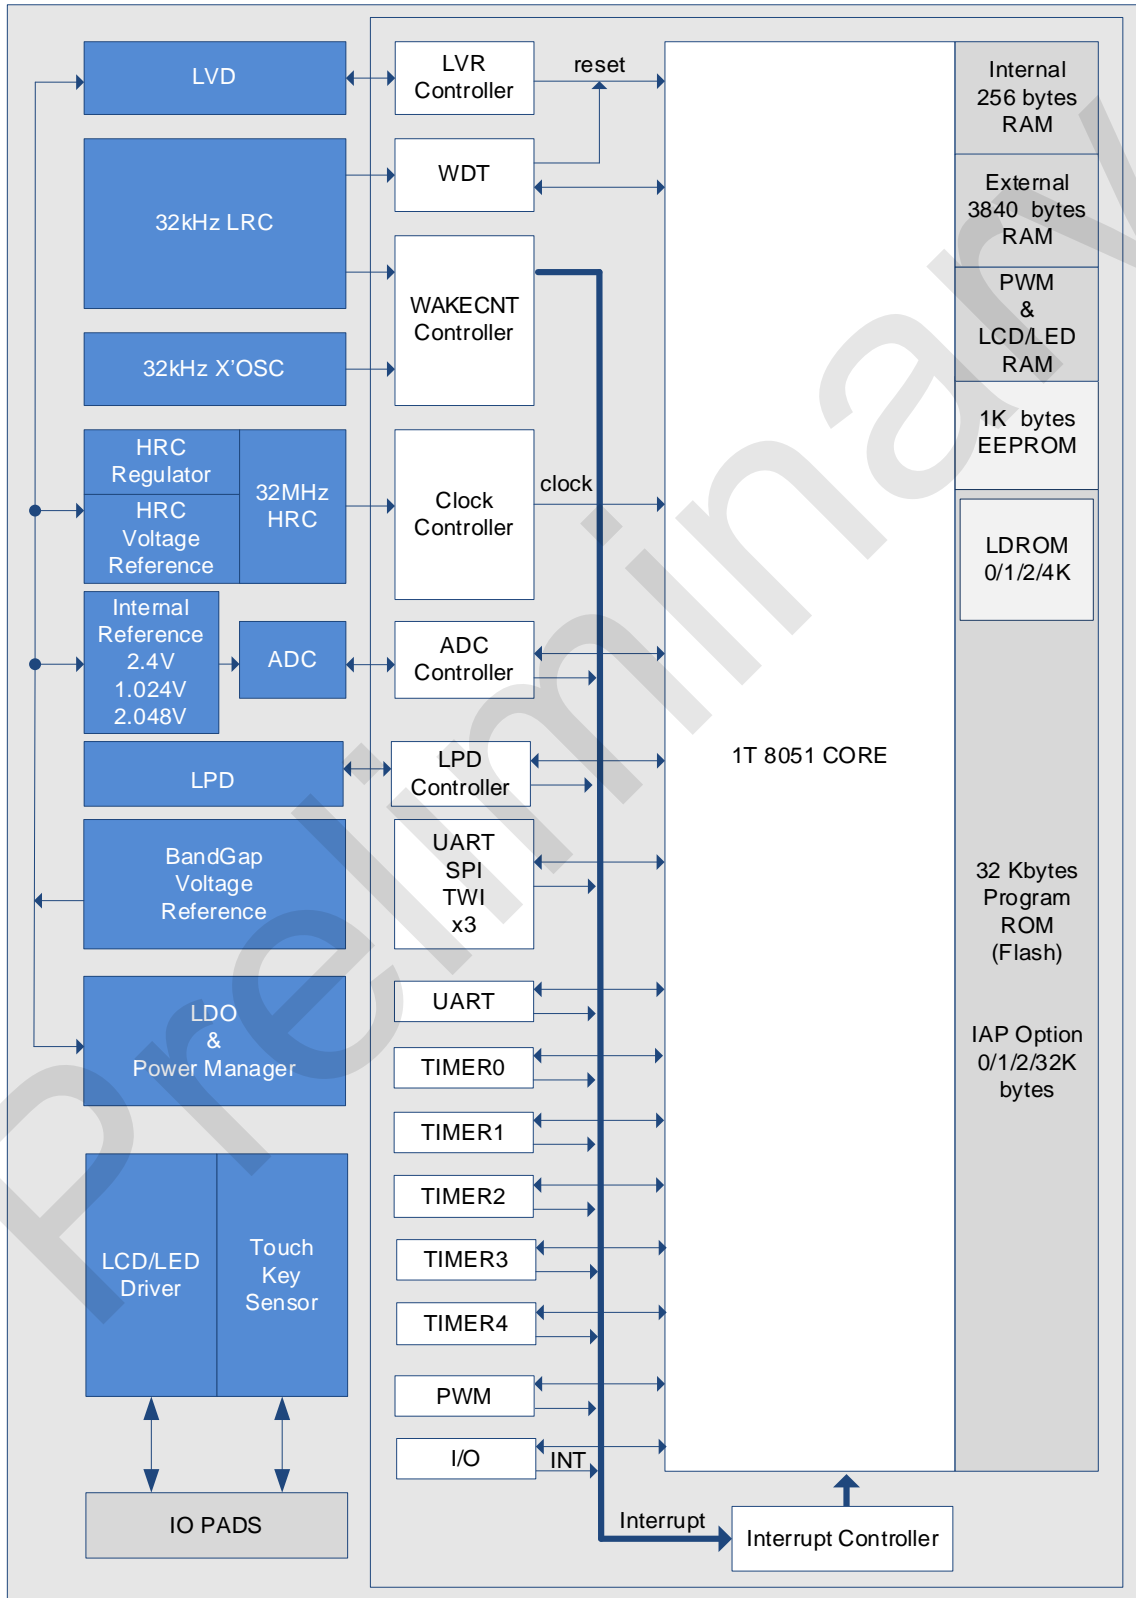 LVD
LVR
Controller
reset
Internal
256 bytes
RAM
32kHz LRC
WDT
External
3840 bytes
RAM
WAKECNT
Controller
PWM
&
LCD/LED
RAM
32kHz X'OSC
1K bytes
EEPROM
HRC
Regulator
HRC
Voltage
Reference
32MHz
HRC
Clock
Controller
clock
LDROM
0/1/2/4K
Internal
Reference
2.4V
1.024V
2.048V
ADC
ADC
Controller
LPD
LPD
Controller
1T 8051 CORE
BandGap
Voltage
Reference
UART
SPI
TWI
x3
32 Kbytes
Program
ROM
(Flash)
LDO
&
Power Manager
UART
IAP Option
0/1/2/32K
bytes
TIMER0
TIMER1
TIMER2
LCD/LED
Driver
Touch
Key
Sensor
TIMER3
TIMER4
PWM
I/O
INT
IO PADS
Interrupt
Interrupt Controller
Preliminary